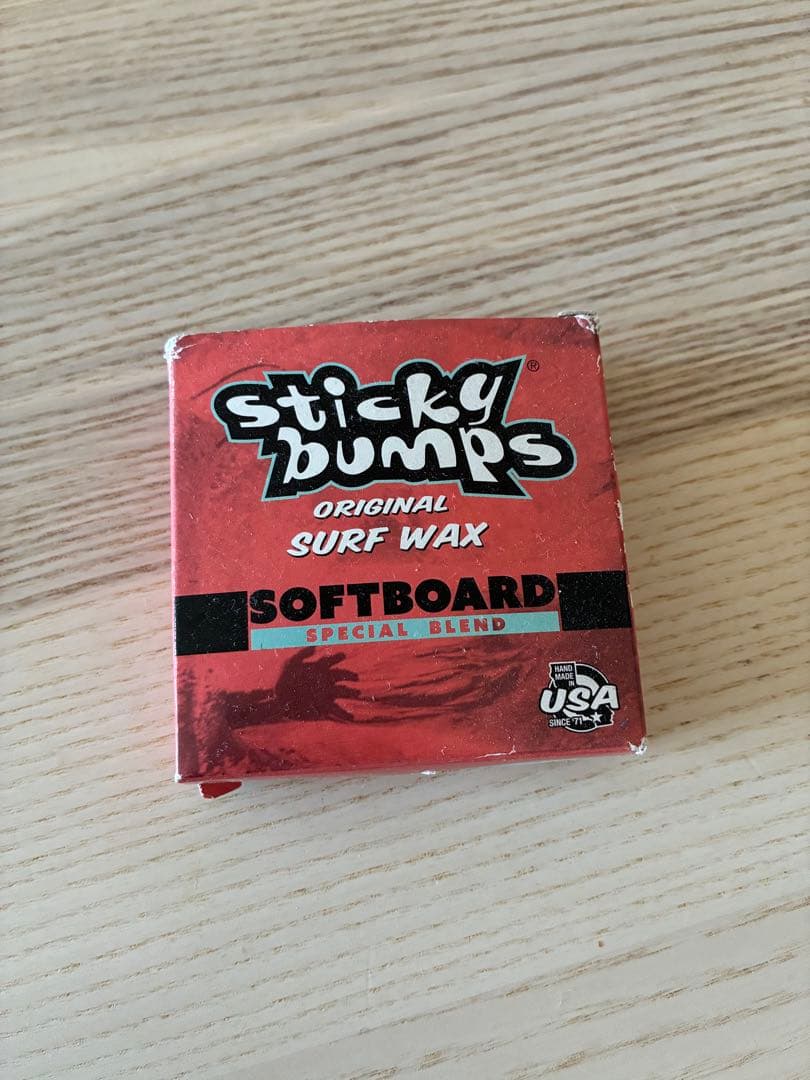 sticky
bumps®
ORIGINAL
SURF WAX
SOFTBOARD
SPECIAL BLEND
HAND
MADE
IN
USA
SINCE '71